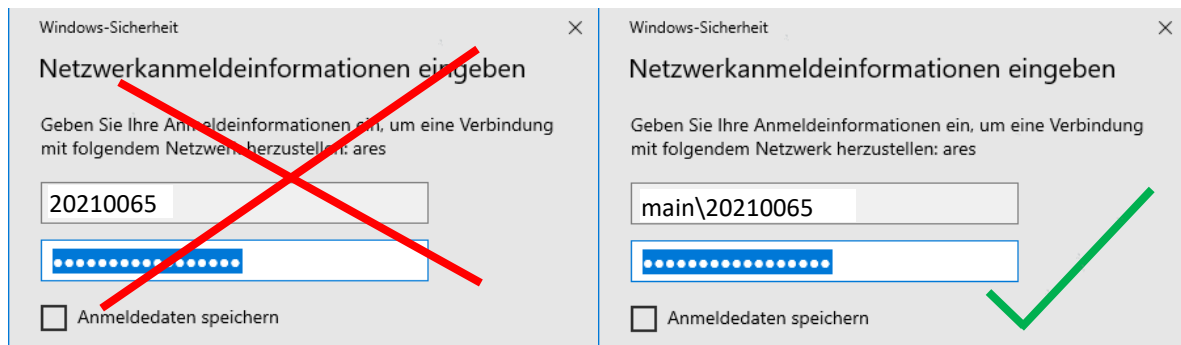 Windows-Sicherheit
Netzwerkanmeldeinformationen eingeben
Geben Sie Ihre Anmeldeinformationen ein, um eine Verbindung
mit folgendem Netzwerk herzustellen: ares
20210065
Anmeldedaten speichern
Windows-Sicherheit
Netzwerkanmeldeinformationen eingeben
Geben Sie Ihre Anmeldeinformationen ein, um eine Verbindung
mit folgendem Netzwerk herzustellen: ares
main\20210065
Anmeldedaten speichern